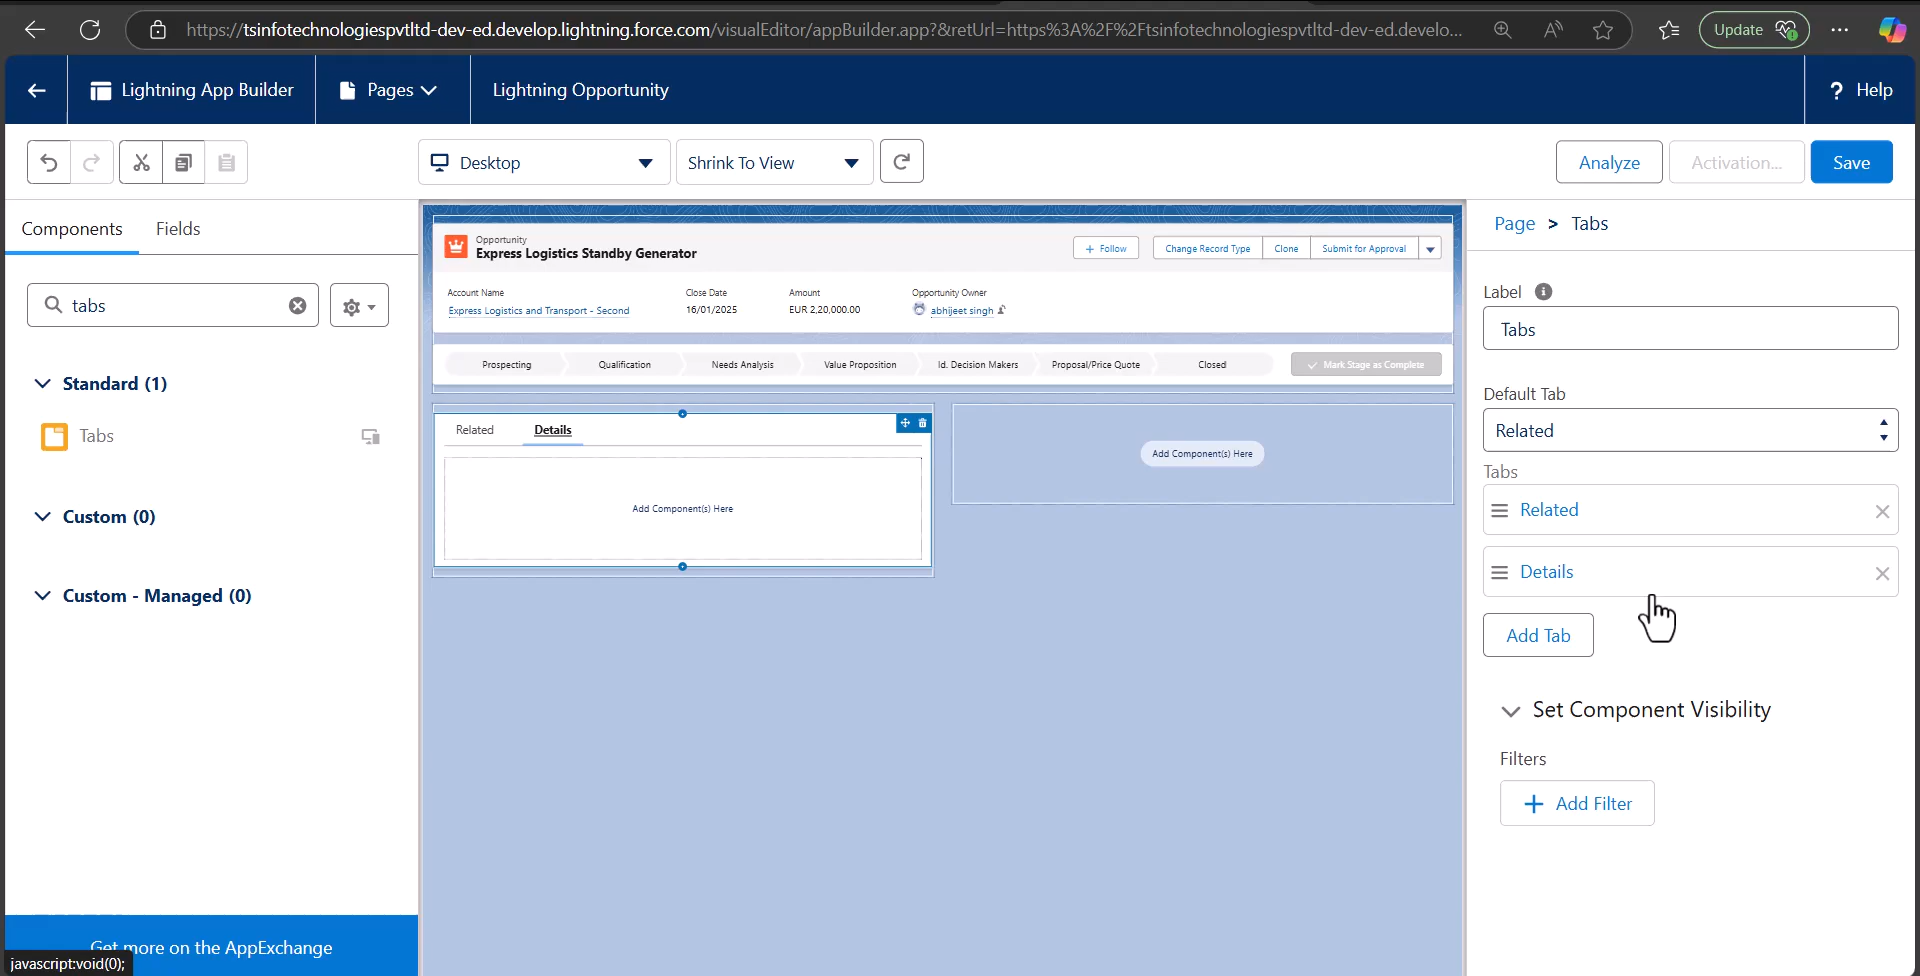 https://tsinfotechnologiespvtltd-dev-ed.develop.lightning.force.com/visualEditor/appBuilder.app?&retUrl=https%3A%2F%2Ftsinfotechnologiespvtltd-dev-ed.develo...
Update
Lightning App Builder
Pages
Lightning Opportunity
? Help
Desktop
Shrink To View
Analyze
Activation...
Save
Components
Fields
tabs
Standard (1)
Tabs
Custom (0)
Custom - Managed (0)
Get more on the AppExchange
javascript:void(0);
Opportunity
Express Logistics Standby Generator
+ Follow
Change Record Type
Clone
Submit for Approval
Account Name
Express Logistics and Transport - Second
Close Date
16/01/2025
Amount
EUR 2,20,000.00
Opportunity Owner
abhijeet singh
Prospecting
Qualification
Needs Analysis
Value Proposition
Id. Decision Makers
Proposal/Price Quote
Closed
Mark Stage as Complete
Related
Details
Add Component(s) Here
Add Component(s) Here
Page > Tabs
Label
Tabs
Default Tab
Related
Tabs
Related
Details
Add Tab
Set Component Visibility
Filters
+ Add Filter